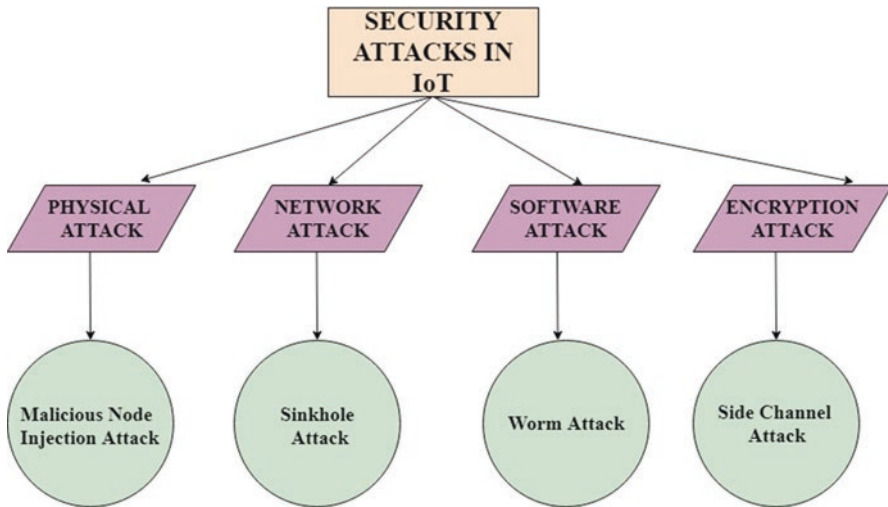 SECURITY
ATTACKS IN
IoT
PHYSICAL
ATTACK
NETWORK
ATTACK
SOFTWARE
ATTACK
ENCRYPTION
ATTACK
Malicious Node
Injection Attack
Sinkhole
Attack
Worm Attack
Side Channel
Attack